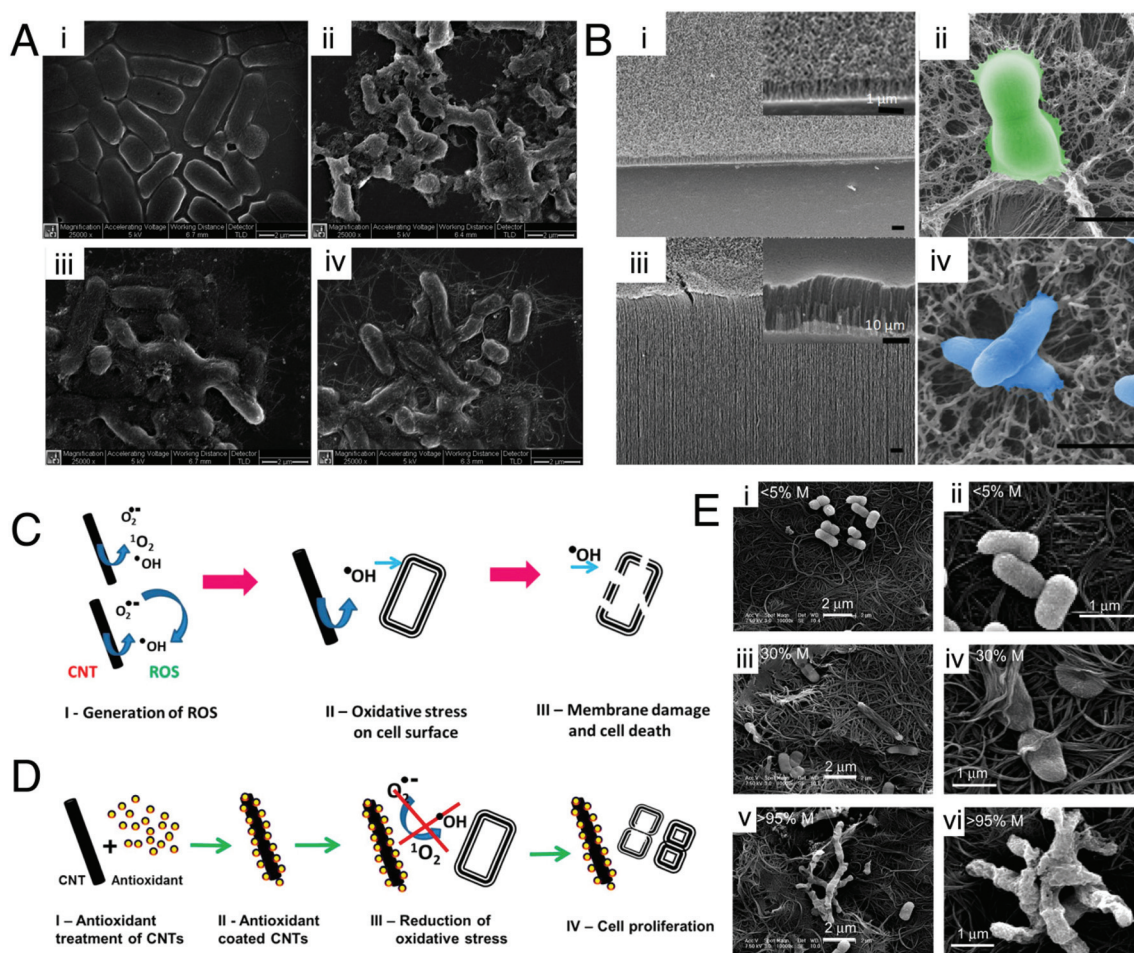 A
i
ii
Magnification Accelerating Voltage Working Distance Detector
25000 x 5 kV 6.7 mm TLD 2 µm
Magnification Accelerating Voltage Working Distance Detector
25000 x 5 kV 6.4 mm TLD 2 µm
iii
iv
Magnification Accelerating Voltage Working Distance Detector
25000 x 5 kV 6.7 mm TLD 2 µm
Magnification Accelerating Voltage Working Distance Detector
25000 x 5 kV 6.3 mm TLD 2 µm
B
i
1 µm
ii
iii
10 µm
iv
C
O₂•⁻
¹O₂
•OH
O₂•⁻
•OH
CNT
ROS
•OH
•OH
I - Generation of ROS
II – Oxidative stress
on cell surface
III – Membrane damage
and cell death
D
+
CNT
Antioxidant
O₂•⁻
•OH
¹O₂
I – Antioxidant
treatment of CNTs
II - Antioxidant
coated CNTs
III – Reduction of
oxidative stress
IV – Cell proliferation
E
i
<5% M
2 µm
ii
<5% M
1 µm
iii
30% M
2 µm
iv
30% M
1 µm
v
>95% M
2 µm
vi
>95% M
1 µm